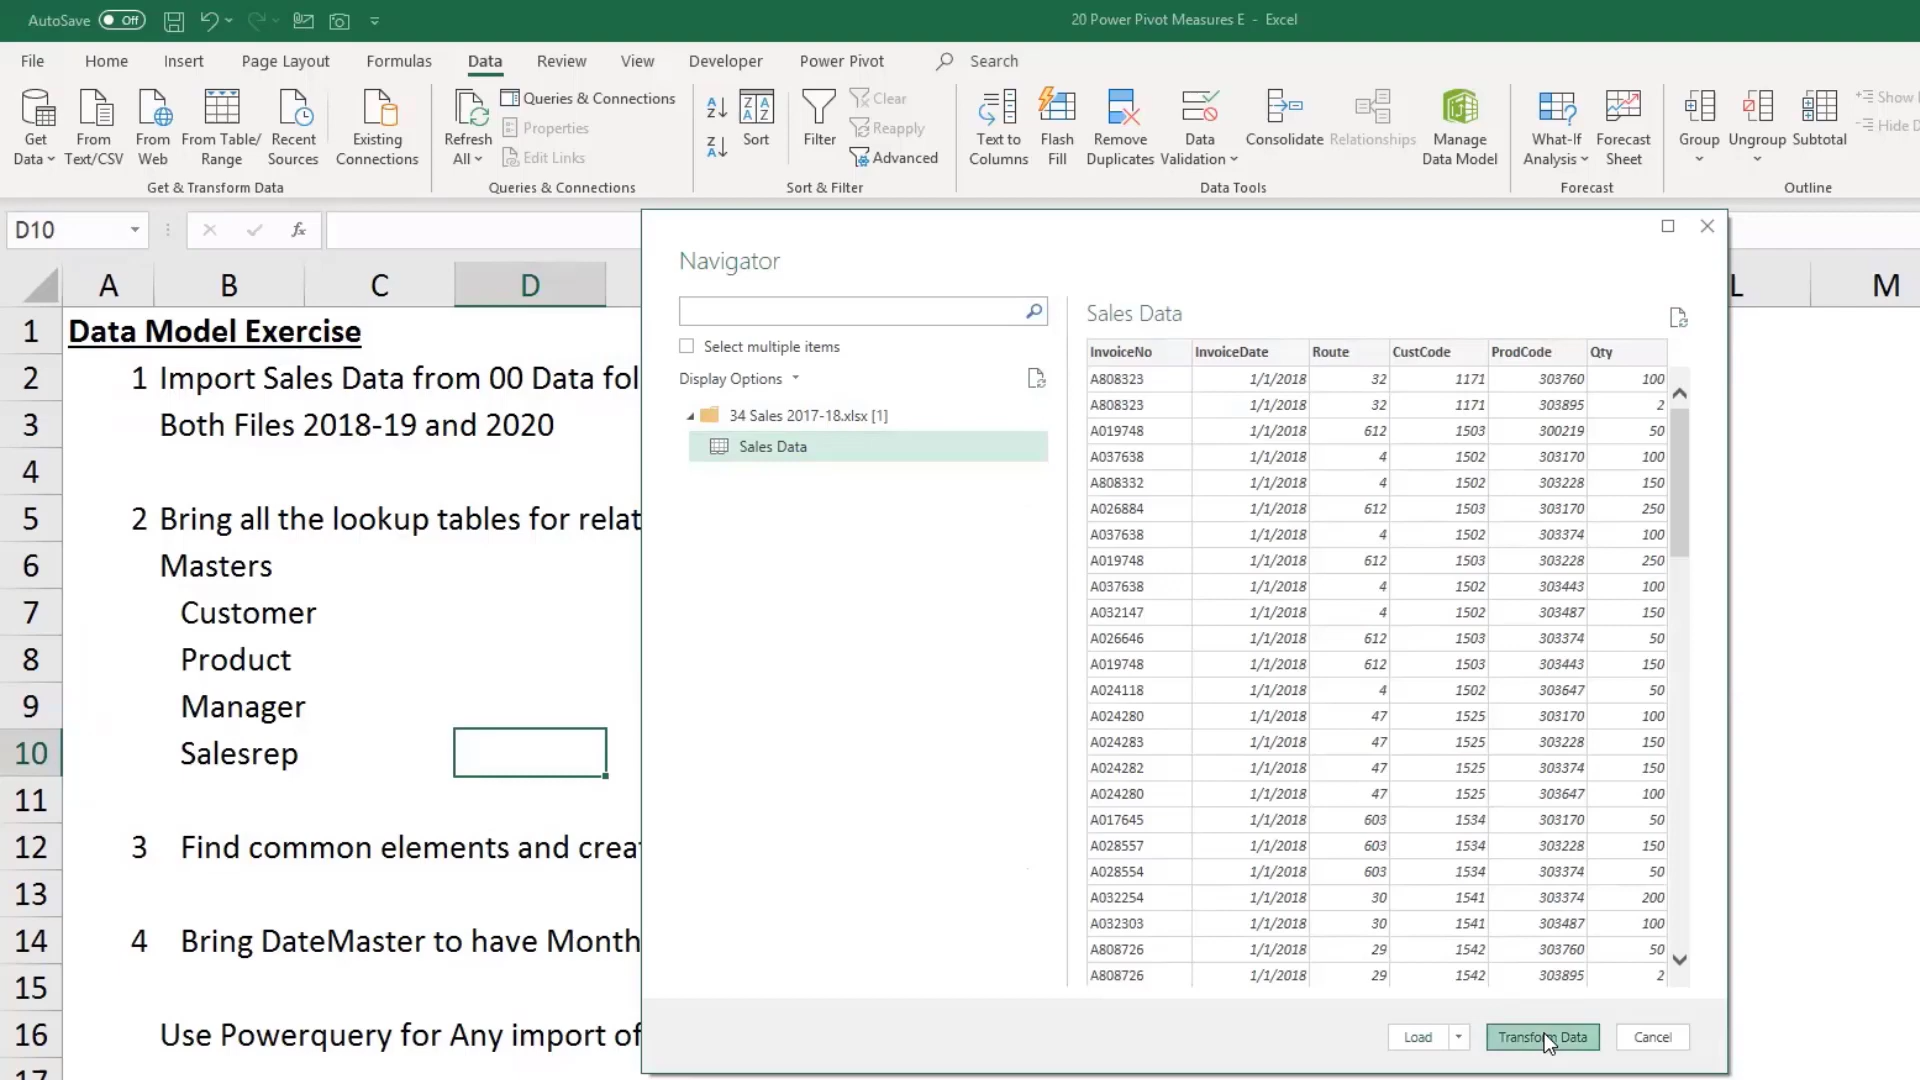 AutoSave Off 20 Power Pivot Measures E - Excel
File Home Insert Page Layout Formulas Data Review View Developer Power Pivot Search
Get Data From Text/CSV From Web From Table/ Range Recent Sources Existing Connections
Get & Transform Data
Refresh All Queries & Connections
Properties
Edit Links
Queries & Connections
Sort Filter Clear
Reapply
Advanced
Sort & Filter
Text to Columns Flash Fill Remove Duplicates Data Validation Consolidate Relationships Manage Data Model
Data Tools
What-If Analysis Forecast Sheet
Forecast
Group Ungroup Subtotal Show
Hide D
Outline
D10 fx
A B C D L M
1 Data Model Exercise
2 1 Import Sales Data from 00 Data fol
3 Both Files 2018-19 and 2020
4
5 2 Bring all the lookup tables for relat
6 Masters
7 Customer
8 Product
9 Manager
10 Salesrep
11
12 3 Find common elements and crea
13
14 4 Bring DateMaster to have Month
15
16 Use Powerquery for Any import of
17
Navigator
Select multiple items
Display Options
34 Sales 2017-18.xlsx [1]
Sales Data
Sales Data
InvoiceNo InvoiceDate Route CustCode ProdCode Qty
A808323 1/1/2018 32 1171 303760 100
A808323 1/1/2018 32 1171 303895 2
A019748 1/1/2018 612 1503 300219 50
A037638 1/1/2018 4 1502 303170 100
A808332 1/1/2018 4 1502 303228 150
A026884 1/1/2018 612 1503 303170 250
A037638 1/1/2018 4 1502 303374 100
A019748 1/1/2018 612 1503 303228 250
A037638 1/1/2018 4 1502 303443 100
A032147 1/1/2018 4 1502 303487 150
A026646 1/1/2018 612 1503 303374 50
A019748 1/1/2018 612 1503 303443 150
A024118 1/1/2018 4 1502 303647 50
A024280 1/1/2018 47 1525 303170 100
A024283 1/1/2018 47 1525 303228 150
A024282 1/1/2018 47 1525 303374 150
A024280 1/1/2018 47 1525 303647 100
A017645 1/1/2018 603 1534 303170 50
A028557 1/1/2018 603 1534 303228 150
A028554 1/1/2018 603 1534 303374 50
A032254 1/1/2018 30 1541 303374 200
A032303 1/1/2018 30 1541 303487 100
A808726 1/1/2018 29 1542 303760 50
A808726 1/1/2018 29 1542 303895 2
Load Transform Data Cancel